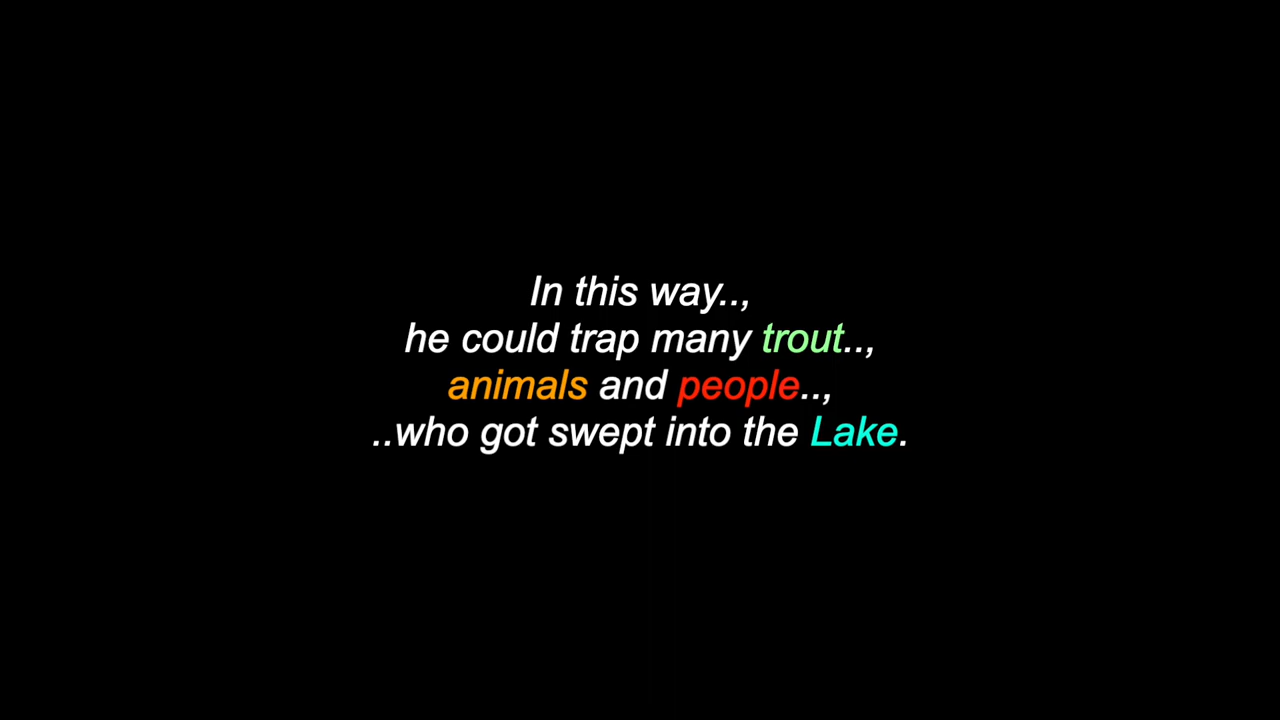 In this way..,
he could trap many trout..,
animals and people..,
..who got swept into the Lake.